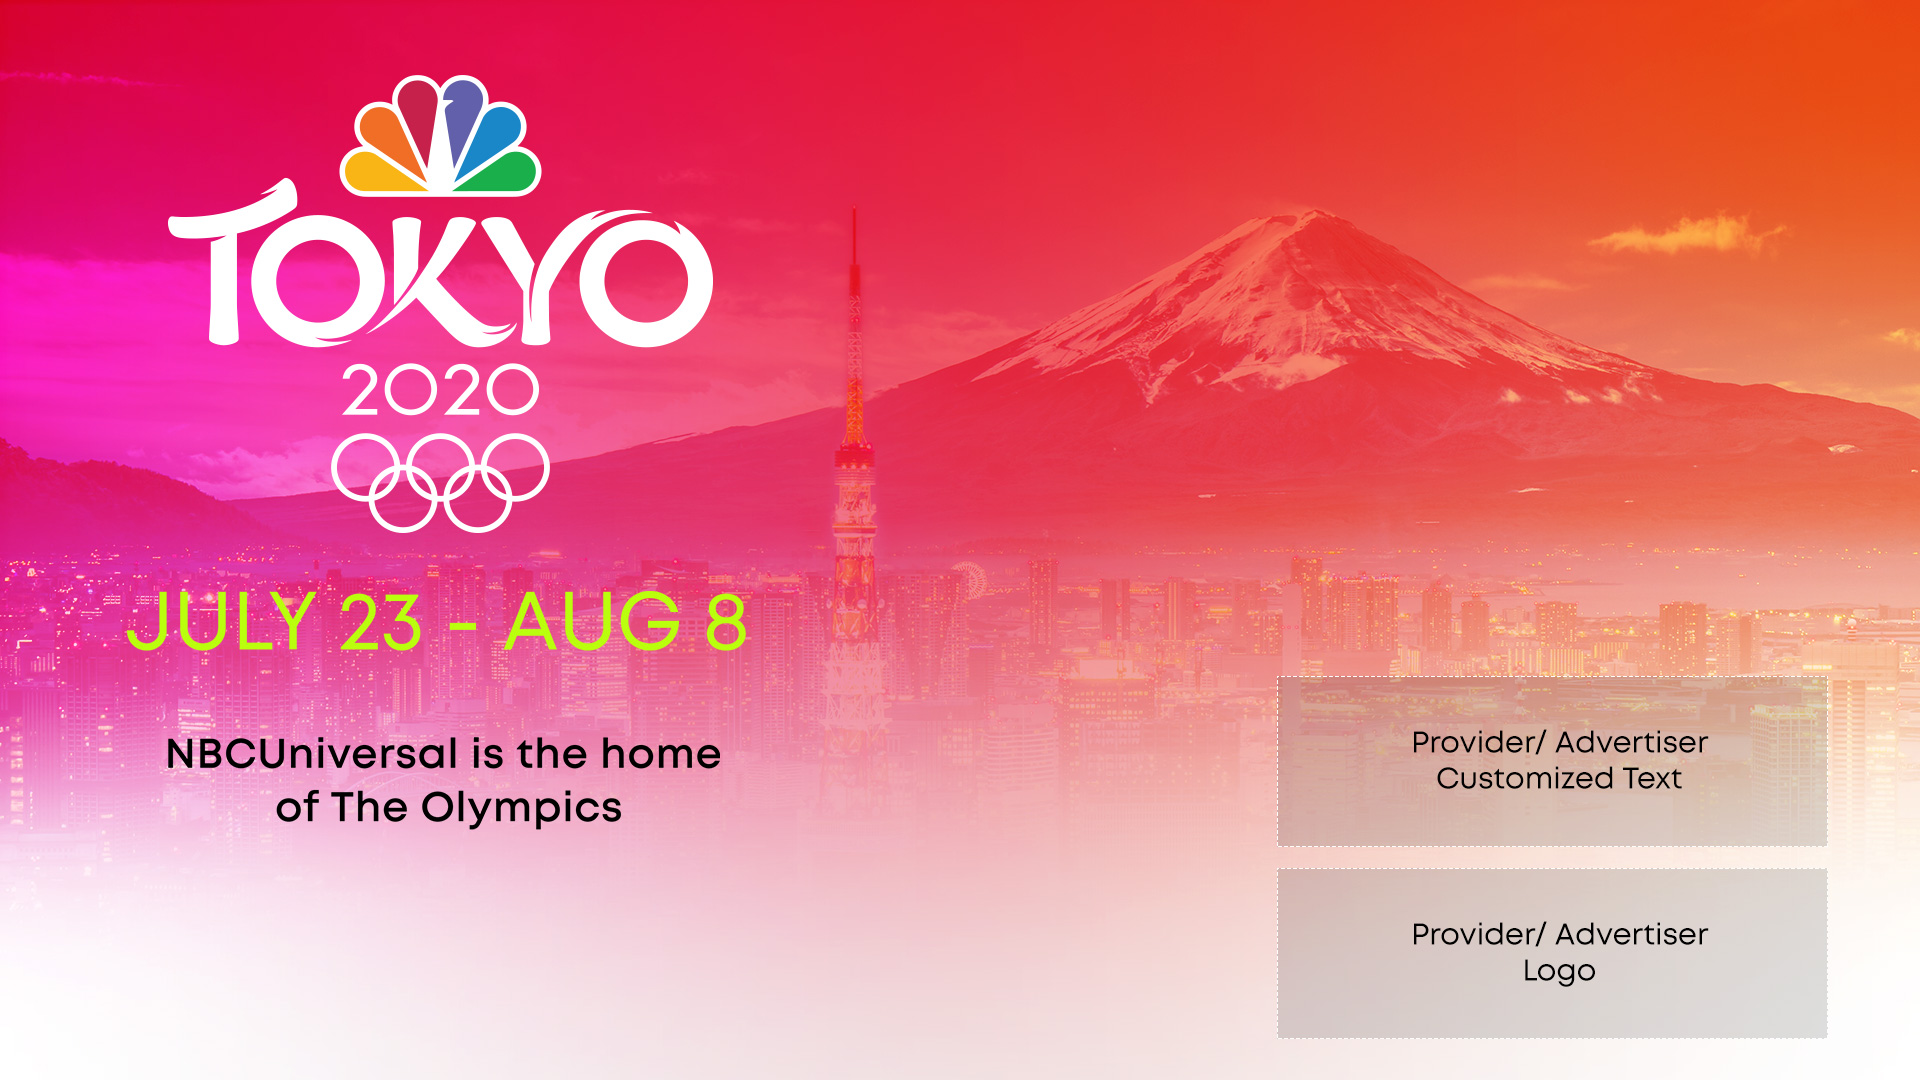 TOKYO
2020
JULY 23 - AUG 8
NBCUniversal is the home
of The Olympics
Provider/ Advertiser
Customized Text
Provider/ Advertiser
Logo